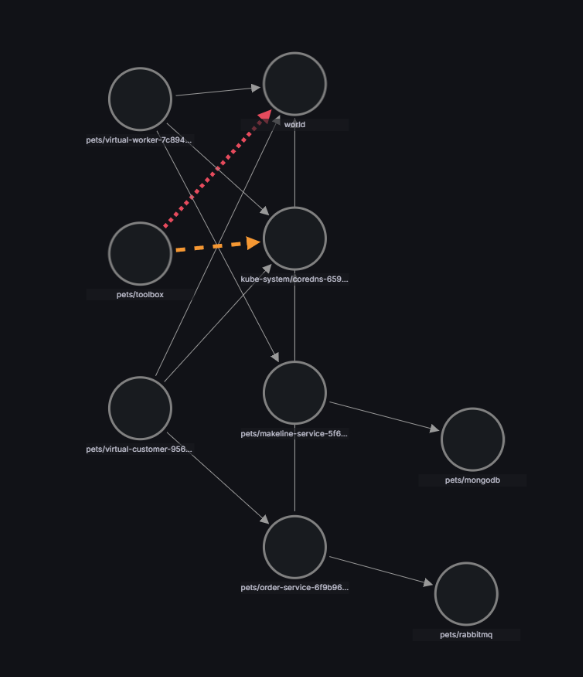 world
pets/virtual-worker-7c894...
kube-system/coredns-659...
pets/toolbox
pets/makeline-service-5f6...
pets/virtual-customer-956...
pets/mongodb
pets/order-service-6f9b96...
pets/rabbitmq